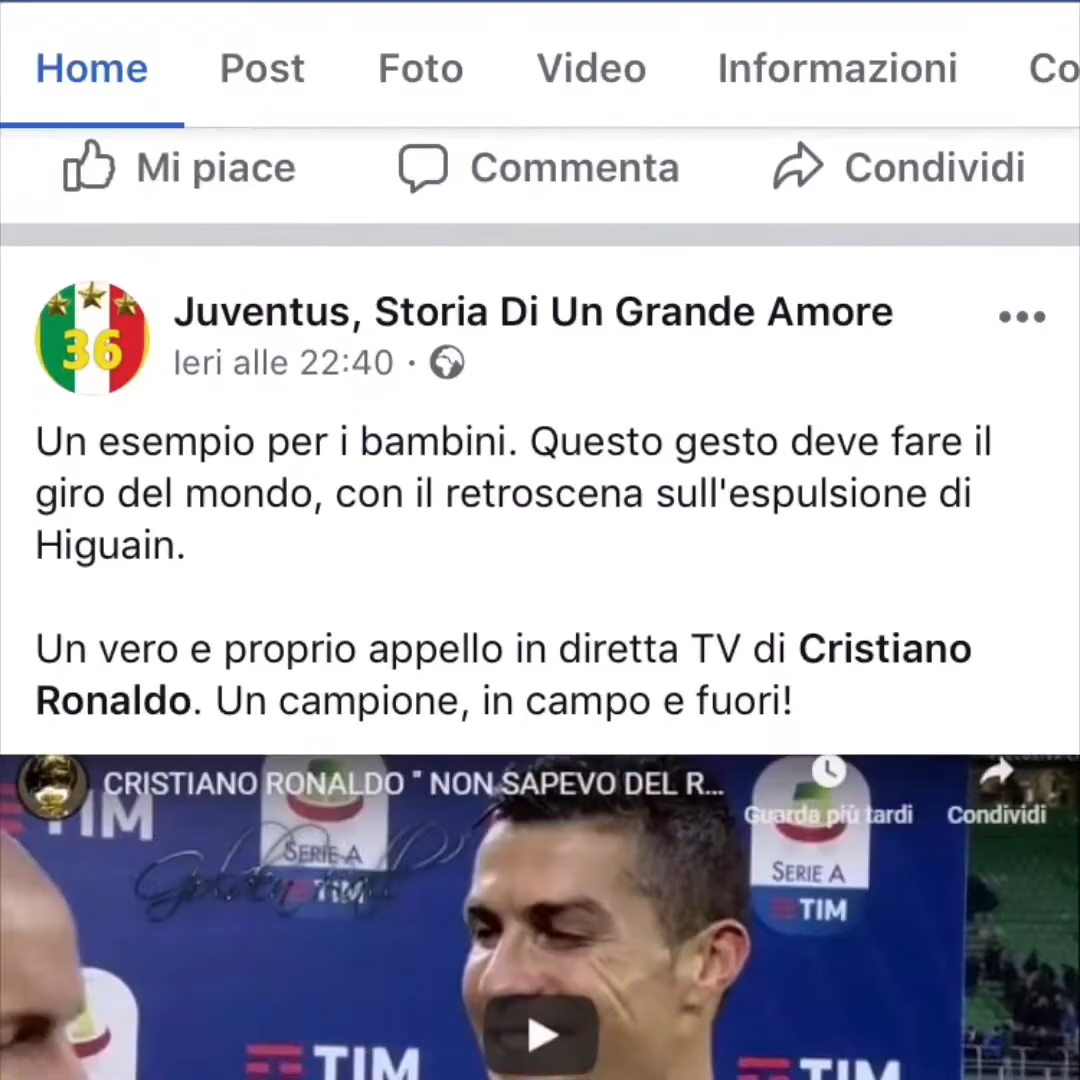 Home Post Foto Video Informazioni Co
Mi piace Commenta Condividi
36
Juventus, Storia Di Un Grande Amore
Ieri alle 22:40 ·
Un esempio per i bambini. Questo gesto deve fare il
giro del mondo, con il retroscena sull'espulsione di
Higuain.
Un vero e proprio appello in diretta TV di Cristiano
Ronaldo. Un campione, in campo e fuori!
CRISTIANO RONALDO " NON SAPEVO DEL R...
Guarda più tardi Condividi
TIM
SERIE A
TIM
SERIE A
TIM
TIM
TIM